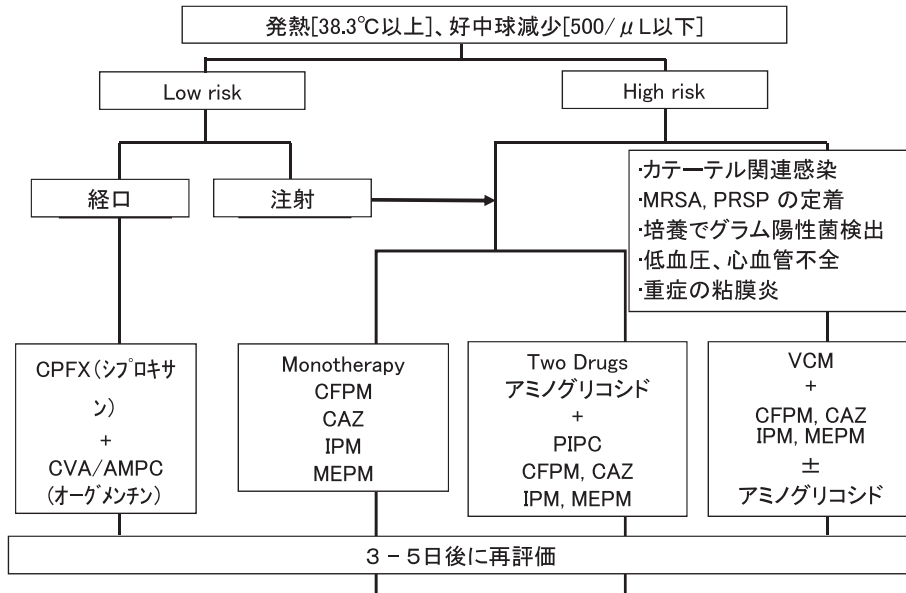 発熱[38.3℃以上]、好中球減少[500/μL以下]
Low risk
High risk
経口
注射
・カテーテル関連感染
・MRSA, PRSP の定着
・培養でグラム陽性菌検出
・低血圧、心血管不全
・重症の粘膜炎
CPFX(シプロキサ
ン)
+
CVA/AMPC
(オーグメンチン)
Monotherapy
CFPM
CAZ
IPM
MEPM
Two Drugs
アミノグリコシド
+
PIPC
CFPM, CAZ
IPM, MEPM
VCM
+
CFPM, CAZ
IPM, MEPM
±
アミノグリコシド
3－5日後に再評価